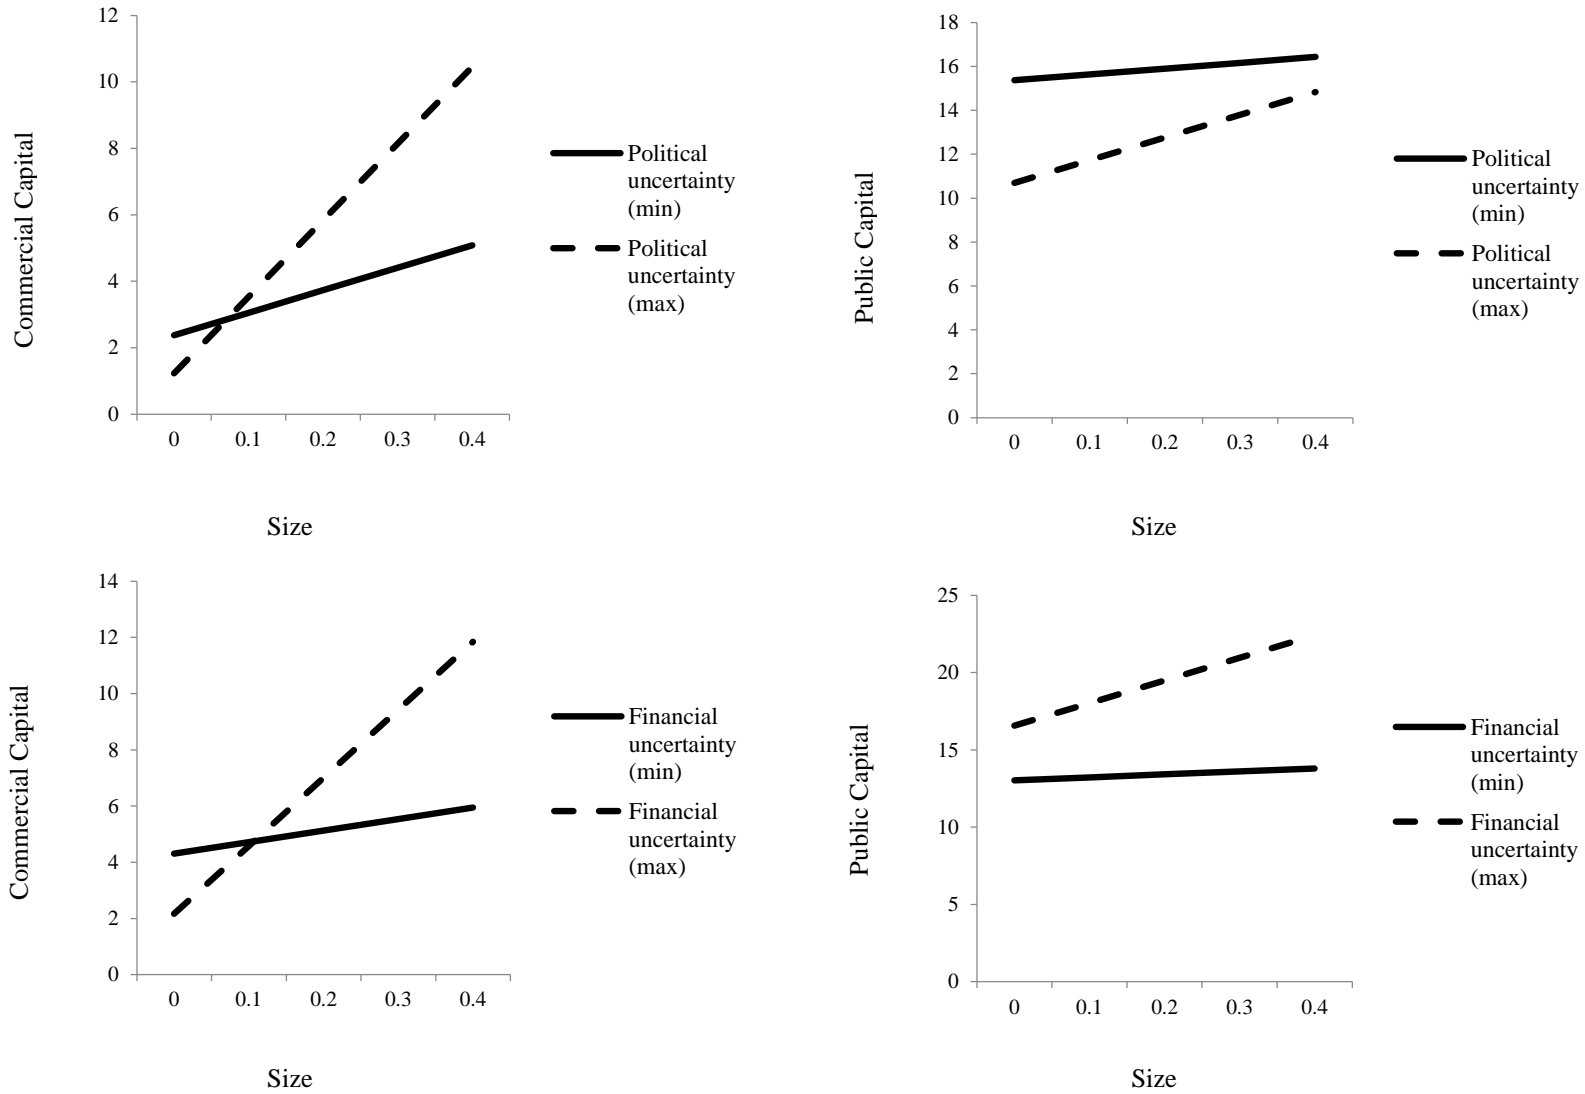 Commercial Capital
12
10
8
6
4
2
0
0 0.1 0.2 0.3 0.4
Size
Political
uncertainty
(min)
Political
uncertainty
(max)
Public Capital
18
16
14
12
10
8
6
4
2
0
0 0.1 0.2 0.3 0.4
Size
Political
uncertainty
(min)
Political
uncertainty
(max)
Commercial Capital
14
12
10
8
6
4
2
0
0 0.1 0.2 0.3 0.4
Size
Financial
uncertainty
(min)
Financial
uncertainty
(max)
Public Capital
25
20
15
10
5
0
0 0.1 0.2 0.3 0.4
Size
Financial
uncertainty
(min)
Financial
uncertainty
(max)